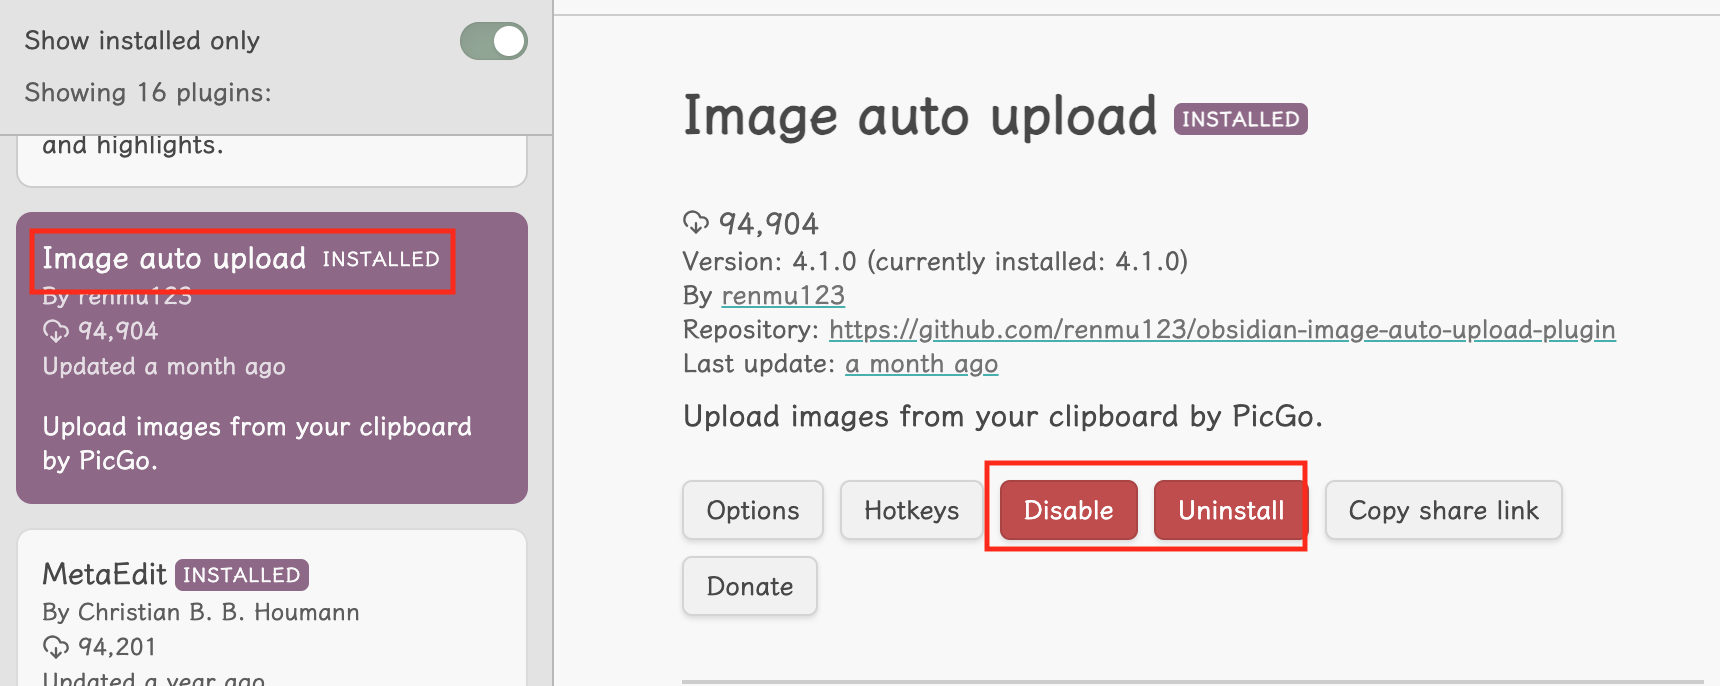 Show installed only
Showing 16 plugins:
and highlights.
Image auto upload INSTALLED
By renmu123
94,904
Updated a month ago
Upload images from your clipboard
by PicGo.
MetaEdit INSTALLED
By Christian B. B. Houmann
94,201
Updated a year ago
Image auto upload INSTALLED
94,904
Version: 4.1.0 (currently installed: 4.1.0)
By renmu123
Repository: https://github.com/renmu123/obsidian-image-auto-upload-plugin
Last update: a month ago
Upload images from your clipboard by PicGo.
Options Hotkeys Disable Uninstall Copy share link
Donate